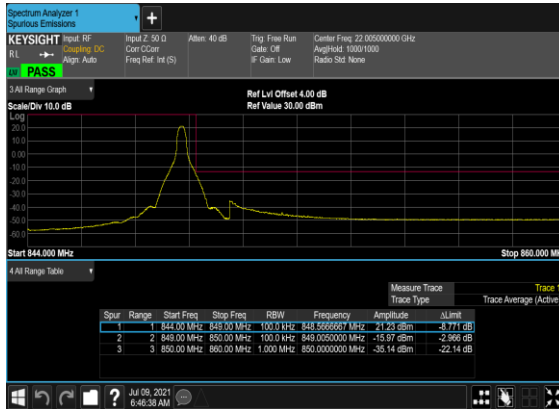 Spectrum Analyzer 1
Spurious Emissions
KEYSIGHT Input: RF Input Z: 50 Ω Atten: 40 dB Trig: Free Run Center Freq: 22.005000000 GHz
RL Coupling: DC Corr CCorr Gate: Off Avg|Hold: 1000/1000
Align: Auto Freq Ref: Int (S) IF Gain: Low Radio Std: None
PASS
3 All Range Graph
Ref Lvl Offset 4.00 dB
Scale/Div 10.0 dB Ref Value 30.00 dBm
Log
20.0
10.0
0.00
-10.0
-20.0
-30.0
-40.0
-50.0
-60.0
Start 844.000 MHz Stop 860.000 MH
4 All Range Table
Measure Trace Trace 1
Trace Type Trace Average (Active
Spur Range Start Freq Stop Freq RBW Frequency Amplitude ΔLimit
1 1 844.00 MHz 849.00 MHz 100.0 kHz 848.5666667 MHz 21.23 dBm -8.771 dB
2 2 849.00 MHz 850.00 MHz 100.0 kHz 849.0050000 MHz -15.97 dBm -2.966 dB
3 3 850.00 MHz 860.00 MHz 1.000 MHz 850.0000000 MHz -35.14 dBm -22.14 dB
Jul 09, 2021
6:46:38 AM